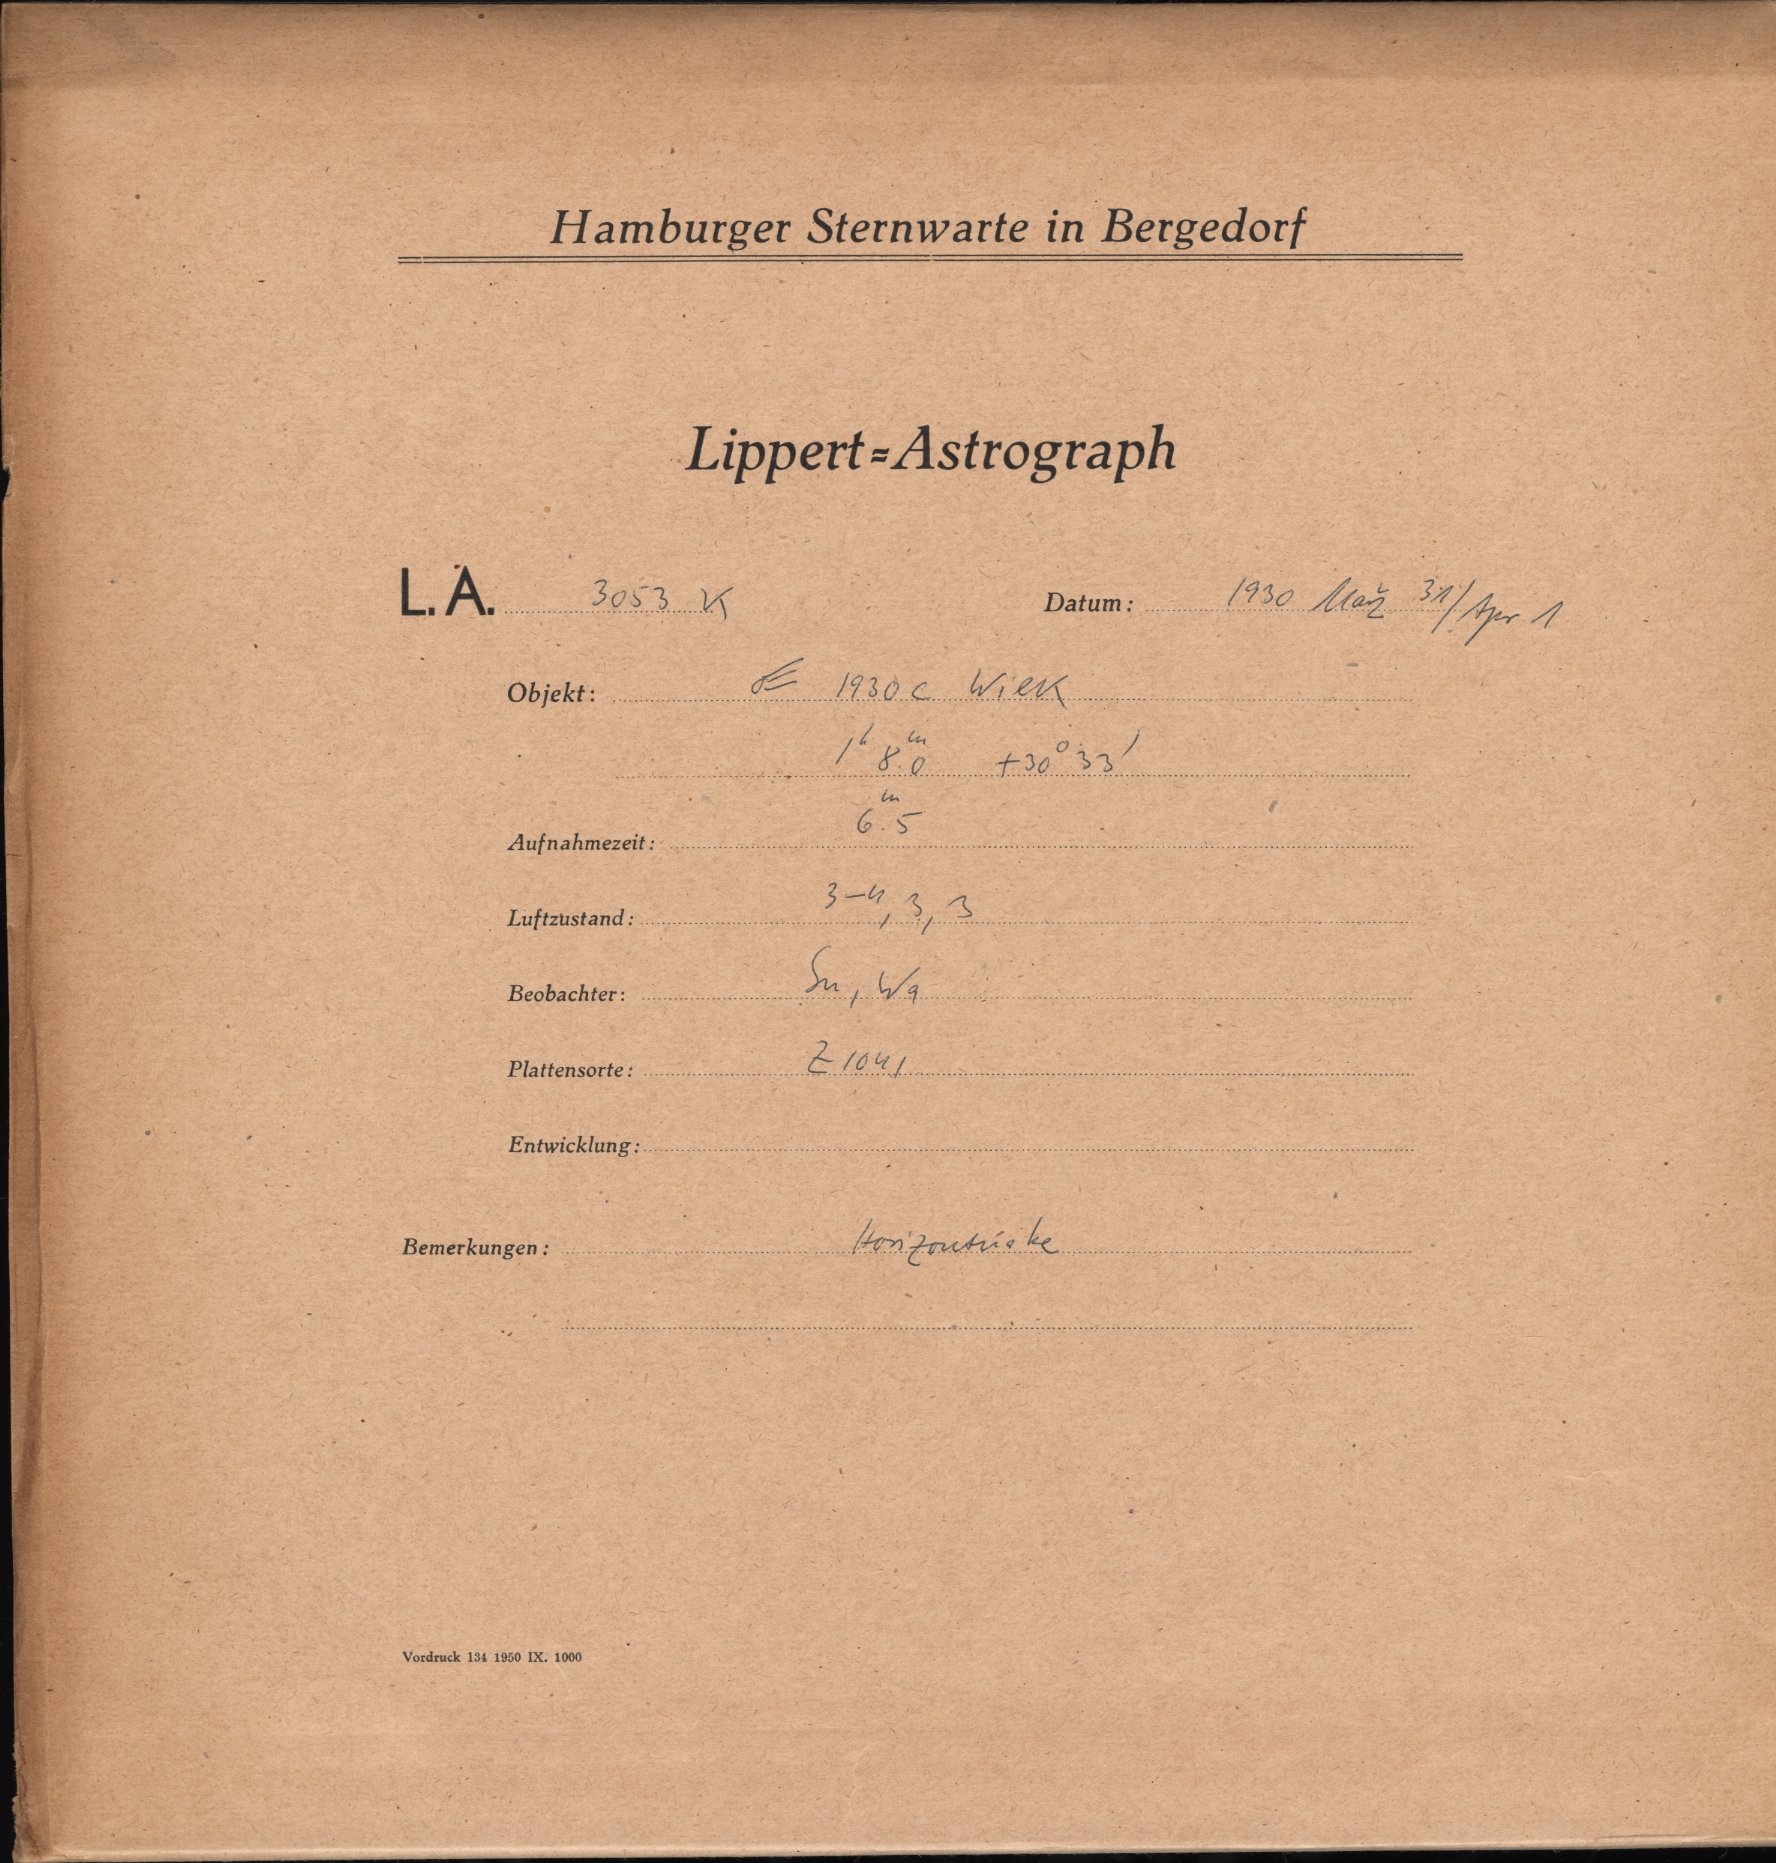 Hamburger Sternwarte in Bergedorf
Lippert=Astrograph
L. A. 3053 K Datum: 1930 März 31/Apr 1
Objekt: ☄ 1930 c Wilk
1ʰ 8ᵐ.0 +30° 33′
Aufnahmezeit: 6ᵐ.5
Luftzustand: 3–4, 3, 3
Beobachter: Sn, Wa
Plattensorte: Z 1041
Entwicklung:
Bemerkungen:
Vordruck 134 1950 IX. 1000